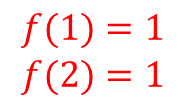 f(1) = 1
f(2) = 1